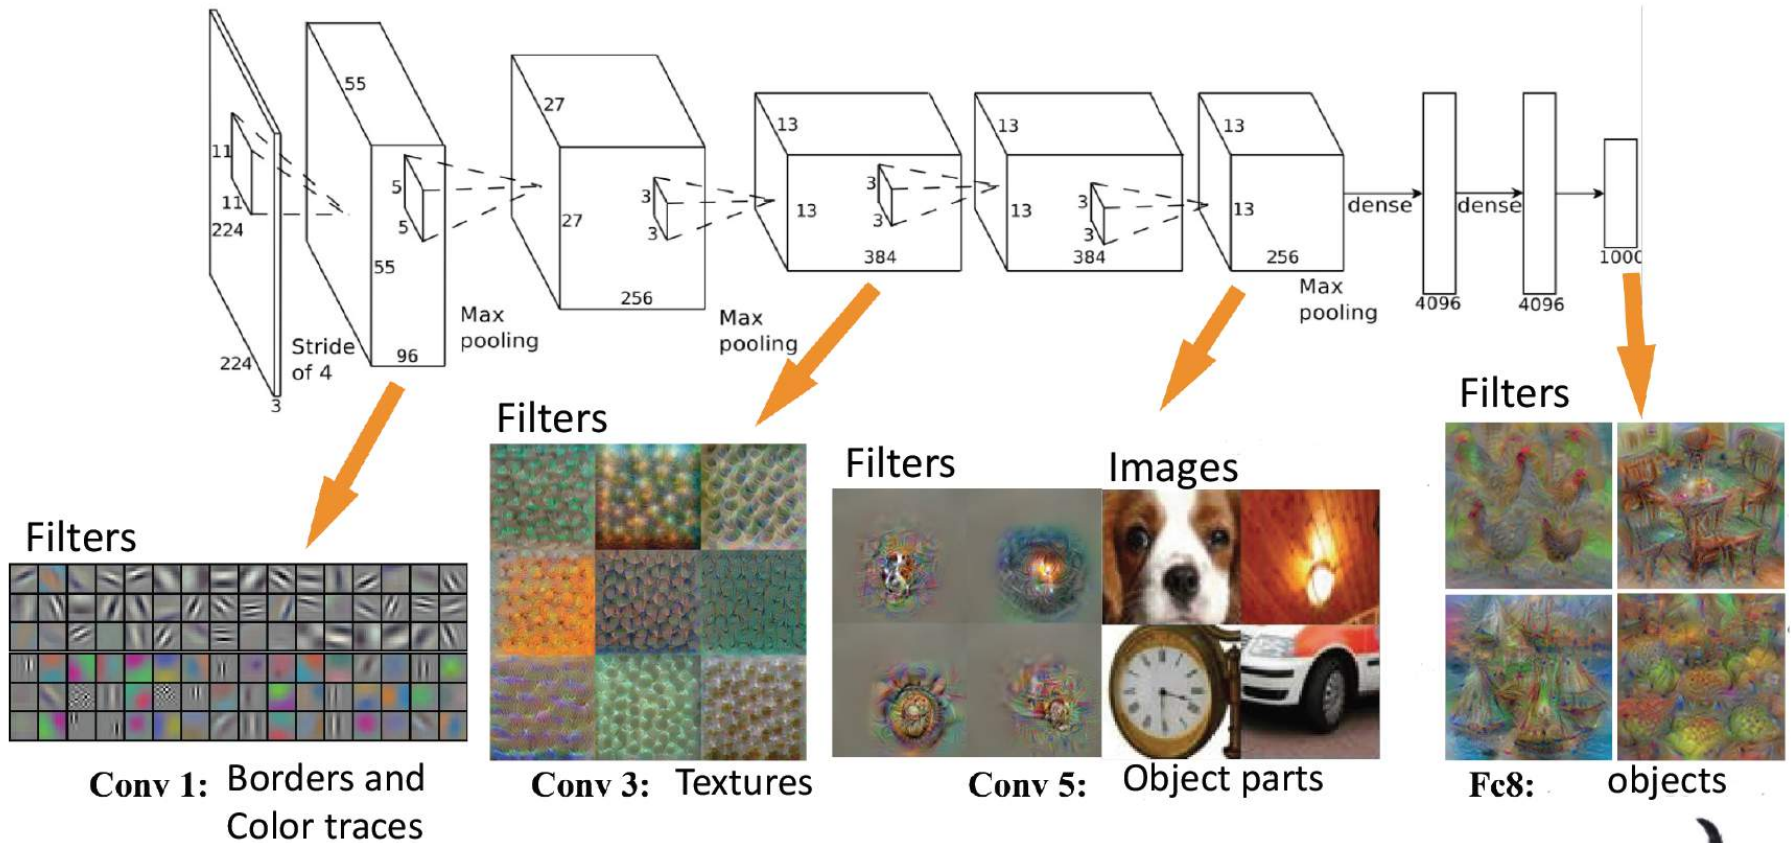 55
27
13
13
13
11
11
224
224
3
Stride
of 4
5
5
55
96
Max
pooling
27
3
3
256
Max
pooling
13
3
3
384
13
3
3
384
13
256
Max
pooling
dense
dense
4096
4096
1000
Filters
Filters
Filters
Images
Filters
Conv 1: Borders and
Color traces
Conv 3: Textures
Conv 5: Object parts
Fc8: objects